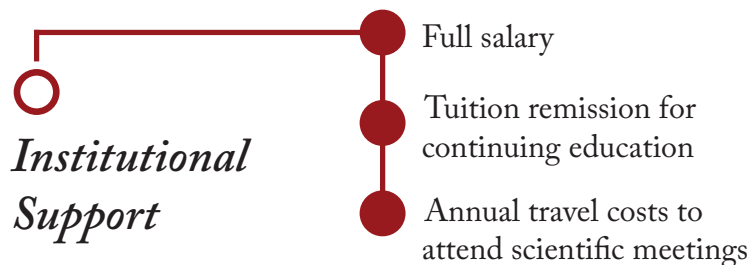 Institutional
Support
Full salary
Tuition remission for
continuing education
Annual travel costs to
attend scientific meetings